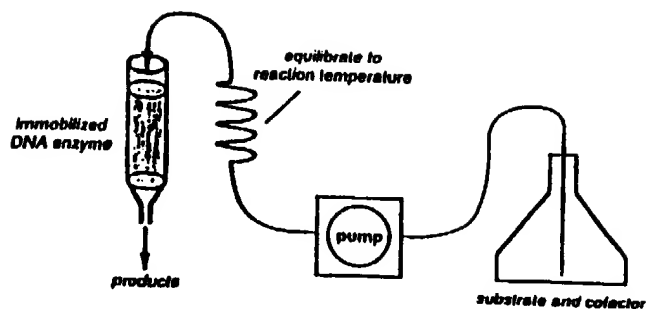 equilibrate to
reaction temperature
immobilized
DNA enzyme
pump
products
substrate and cofactor